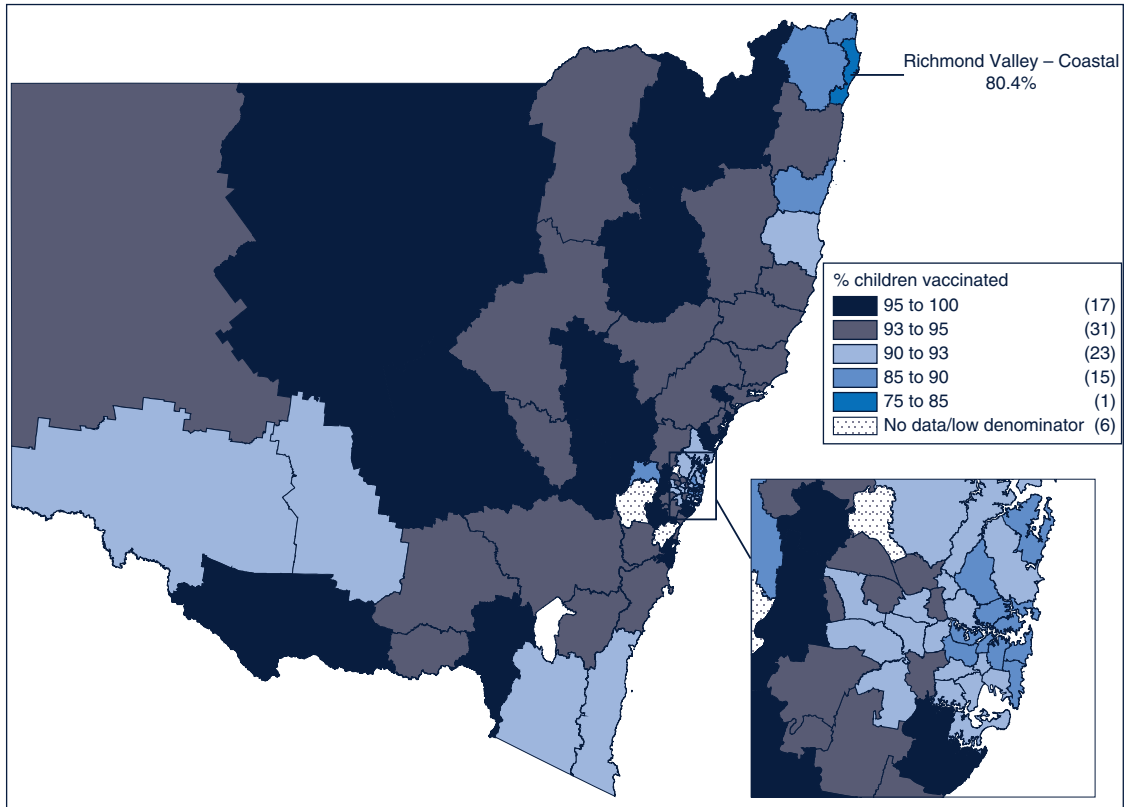 Richmond Valley – Coastal
80.4%
% children vaccinated
95 to 100 (17)
93 to 95 (31)
90 to 93 (23)
85 to 90 (15)
75 to 85 (1)
No data/low denominator (6)